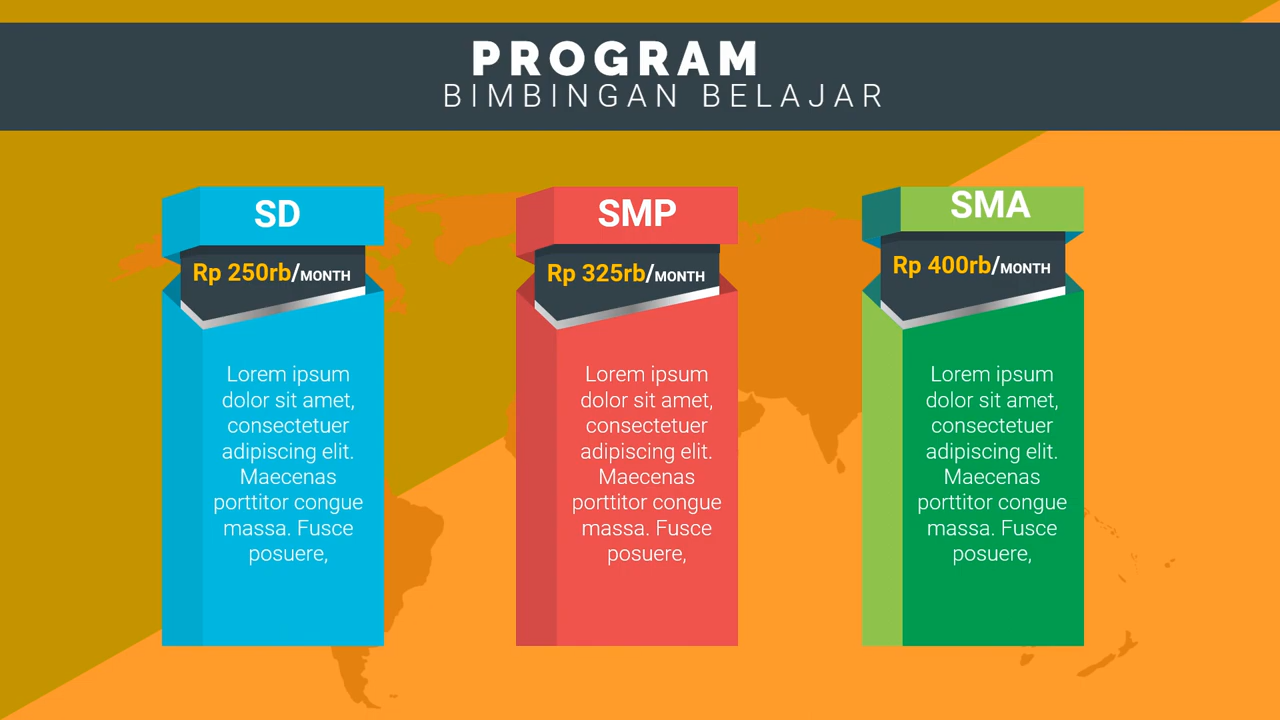 PROGRAM
BIMBINGAN BELAJAR
SD
Rp 250rb/MONTH
Lorem ipsum
dolor sit amet,
consectetuer
adipiscing elit.
Maecenas
porttitor congue
massa. Fusce
posuere,
SMP
Rp 325rb/MONTH
Lorem ipsum
dolor sit amet,
consectetuer
adipiscing elit.
Maecenas
porttitor congue
massa. Fusce
posuere,
SMA
Rp 400rb/MONTH
Lorem ipsum
dolor sit amet,
consectetuer
adipiscing elit.
Maecenas
porttitor congue
massa. Fusce
posuere,